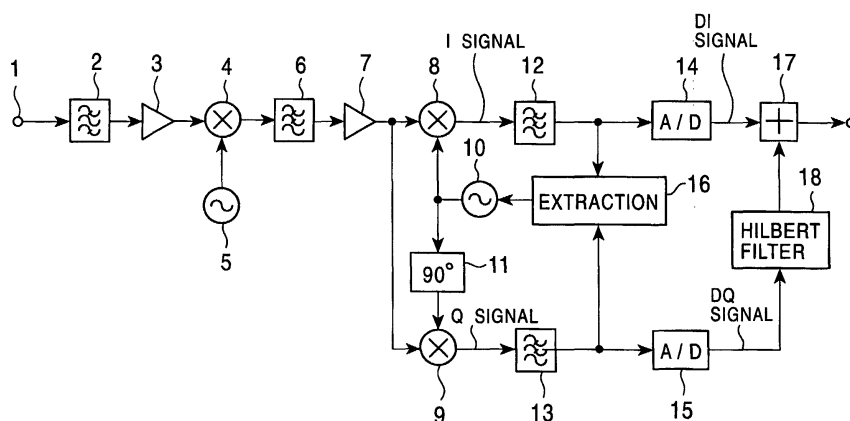 I SIGNAL
DI
SIGNAL
1
2
3
4
6
7
8
12
14
17
A/D
+
10
5
EXTRACTION
16
18
HILBERT
FILTER
90°
11
Q SIGNAL
DQ
SIGNAL
A/D
9
13
15